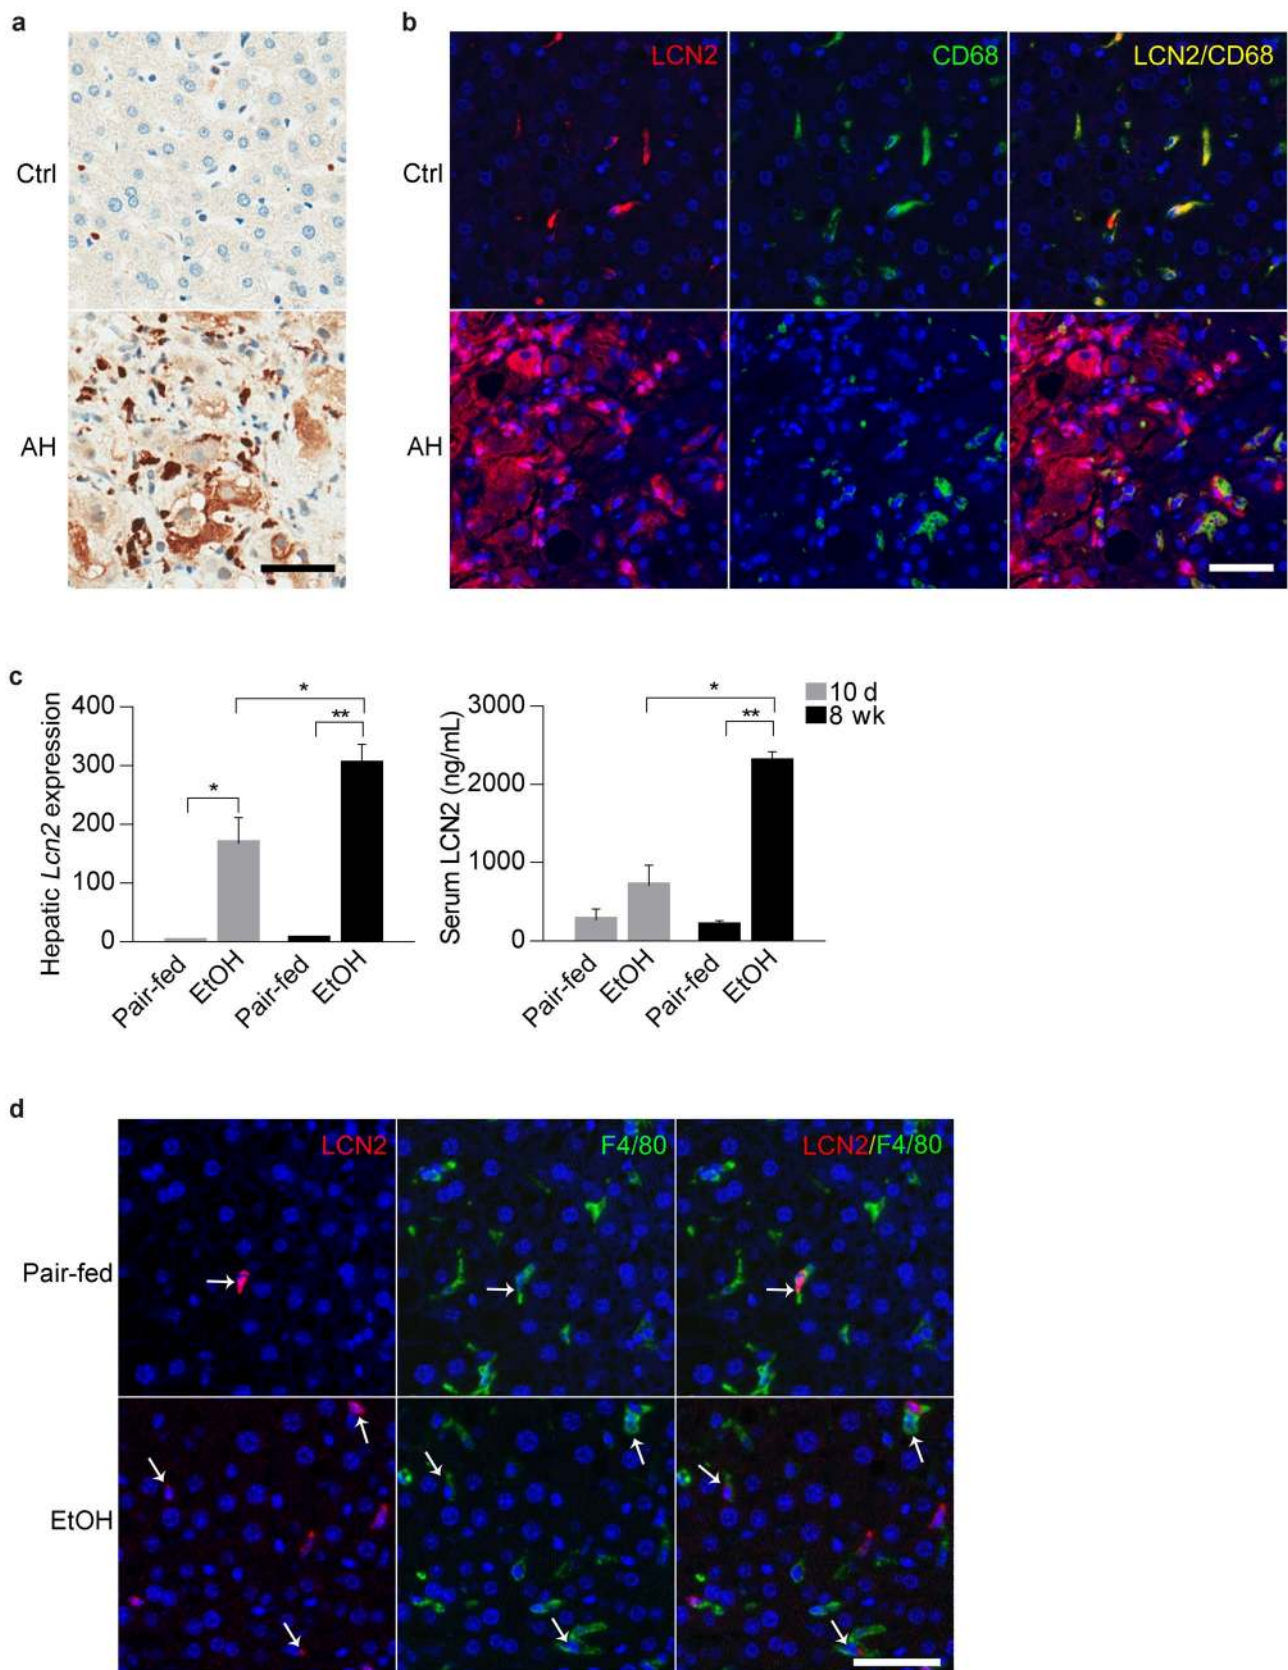 a
b
LCN2
CD68
LCN2/CD68
Ctrl
Ctrl
AH
AH
c
Hepatic Lcn2 expression
400
300
200
100
0
*
**
*
Pair-fed
EtOH
Pair-fed
EtOH
Serum LCN2 (ng/mL)
3000
2000
1000
0
*
**
10 d
8 wk
Pair-fed
EtOH
Pair-fed
EtOH
d
LCN2
F4/80
LCN2/F4/80
Pair-fed
EtOH